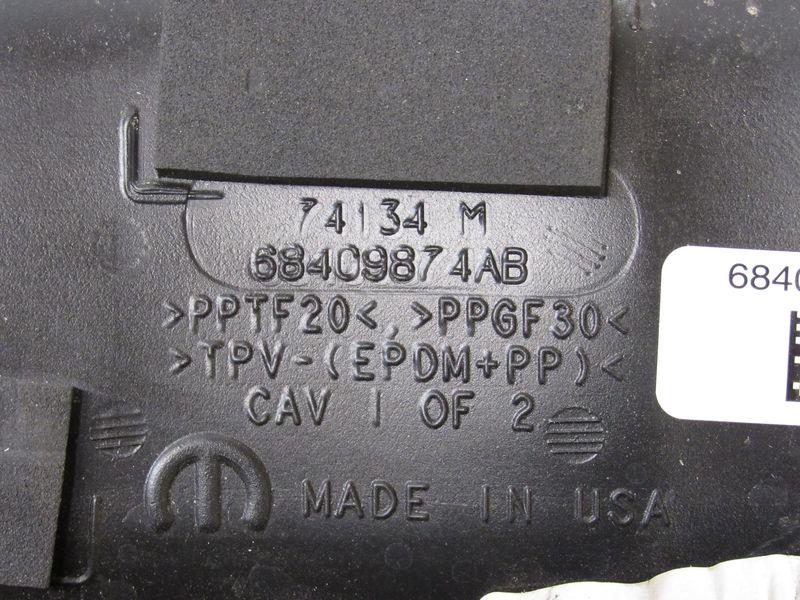 74134 M
68409874AB
>PPTF20<, >PPGF30<
>TPV-(EPDM+PP)<
CAV 1 OF 2
MADE IN USA
6840